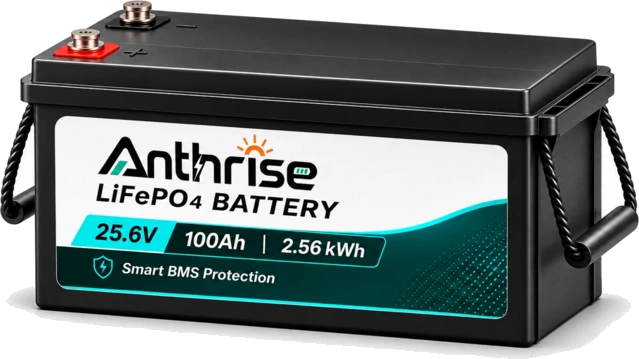 −
+
Anthrise
LiFePO4 BATTERY
25.6V 100Ah | 2.56 kWh
Smart BMS Protection